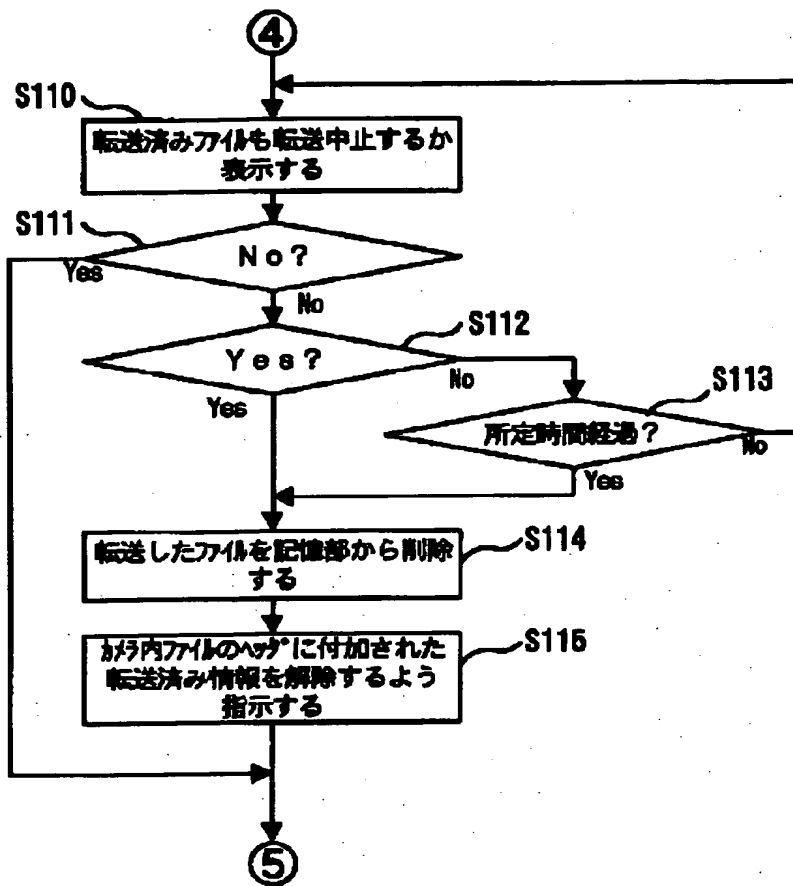 ④
S110
転送済みファイルも転送中止するか
表示する
S111
No?
Yes
No
S112
Yes?
No
Yes
S113
所定時間経過?
No
Yes
転送したファイルを記憶部から削除
する
S114
カメラ内ファイルのヘッダに付加された
転送済み情報を解除するよう
指示する
S115
⑤